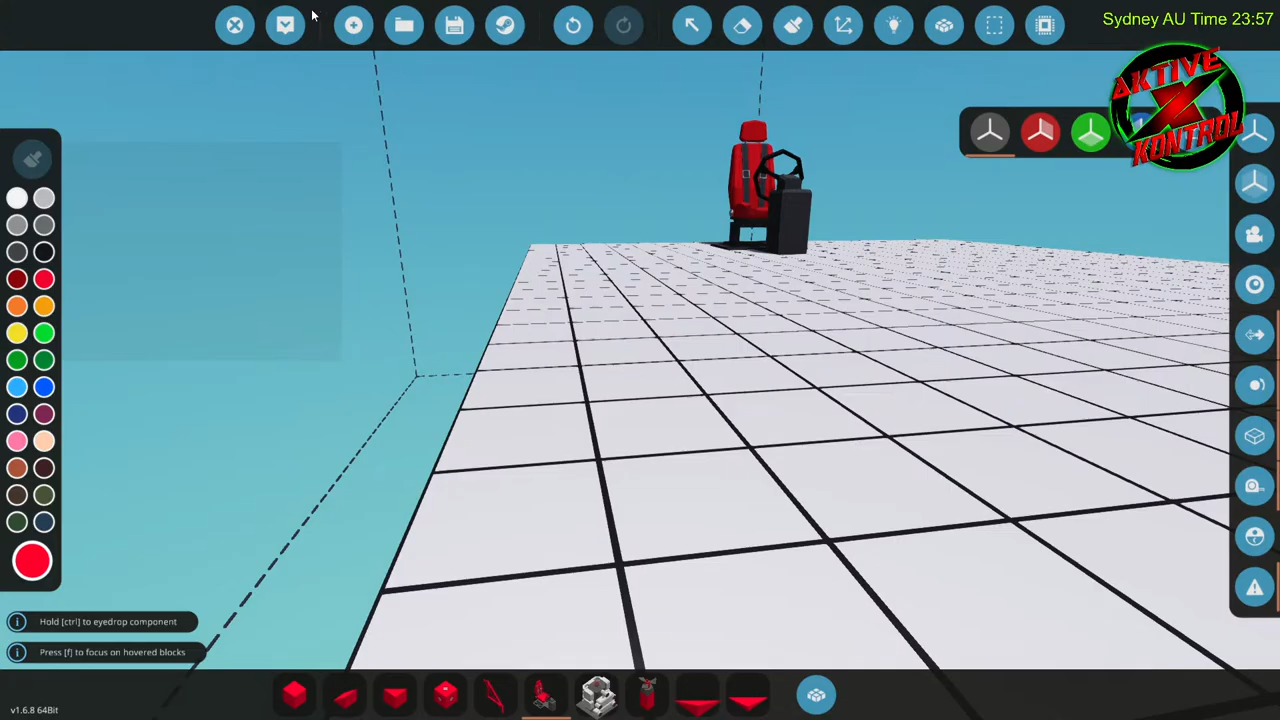 Sydney AU Time 23:57
AKTIVE
X
KONTROL
Hold [ctrl] to eyedrop component
Press [f] to focus on hovered blocks
v1.6.8 64Bit